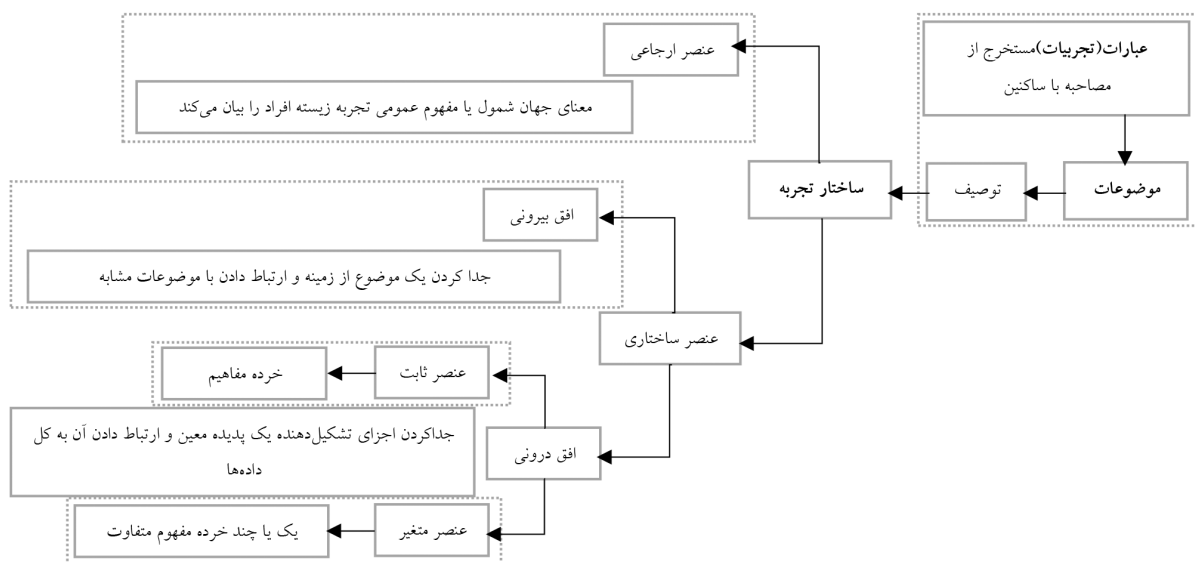 عبارات(تجربیات)مستخرج از
مصاحبه با ساکنین
موضوعات
توصیف
ساختار تجربه
عنصر ارجاعی
معنای جهان شمول یا مفهوم عمومی تجربه زیسته افراد را بیان می‌کند
عنصر ساختاری
افق بیرونی
جدا کردن یک موضوع از زمینه و ارتباط دادن با موضوعات مشابه
افق درونی
جداکردن اجزای تشکیل‌دهنده یک پدیده معین و ارتباط دادن آن به کل
داده‌ها
عنصر ثابت
خرده مفاهیم
عنصر متغیر
یک یا چند خرده مفهوم متفاوت